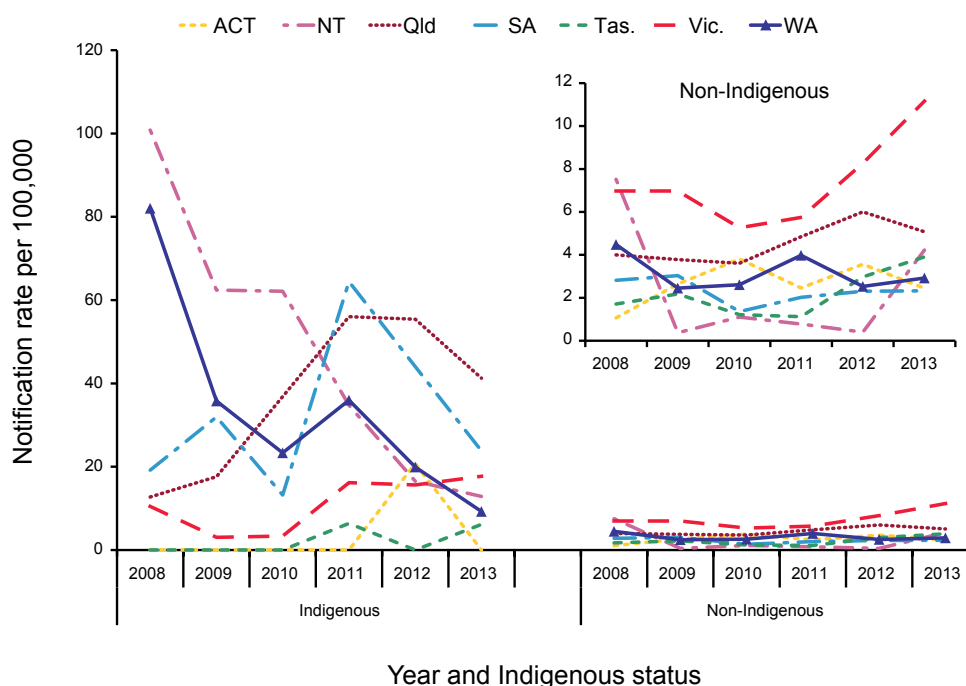 ACT NT Qld SA Tas. Vic. WA
Notification rate per 100,000
120
100
80
60
40
20
0
2008 2009 2010 2011 2012 2013
Indigenous
Non-Indigenous
12
10
8
6
4
2
0
2008 2009 2010 2011 2012 2013
2008 2009 2010 2011 2012 2013
Non-Indigenous
Year and Indigenous status